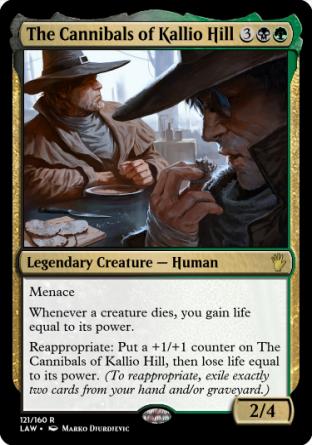 The Cannibals of Kallio Hill 3
Legendary Creature — Human
Menace
Whenever a creature dies, you gain life
equal to its power.
Reappropriate: Put a +1/+1 counter on The
Cannibals of Kallio Hill, then lose life equal
to its power. (To reappropriate, exile exactly
two cards from your hand and/or graveyard.)
2/4
121/160 R
LAW • Marko Djurdjevic